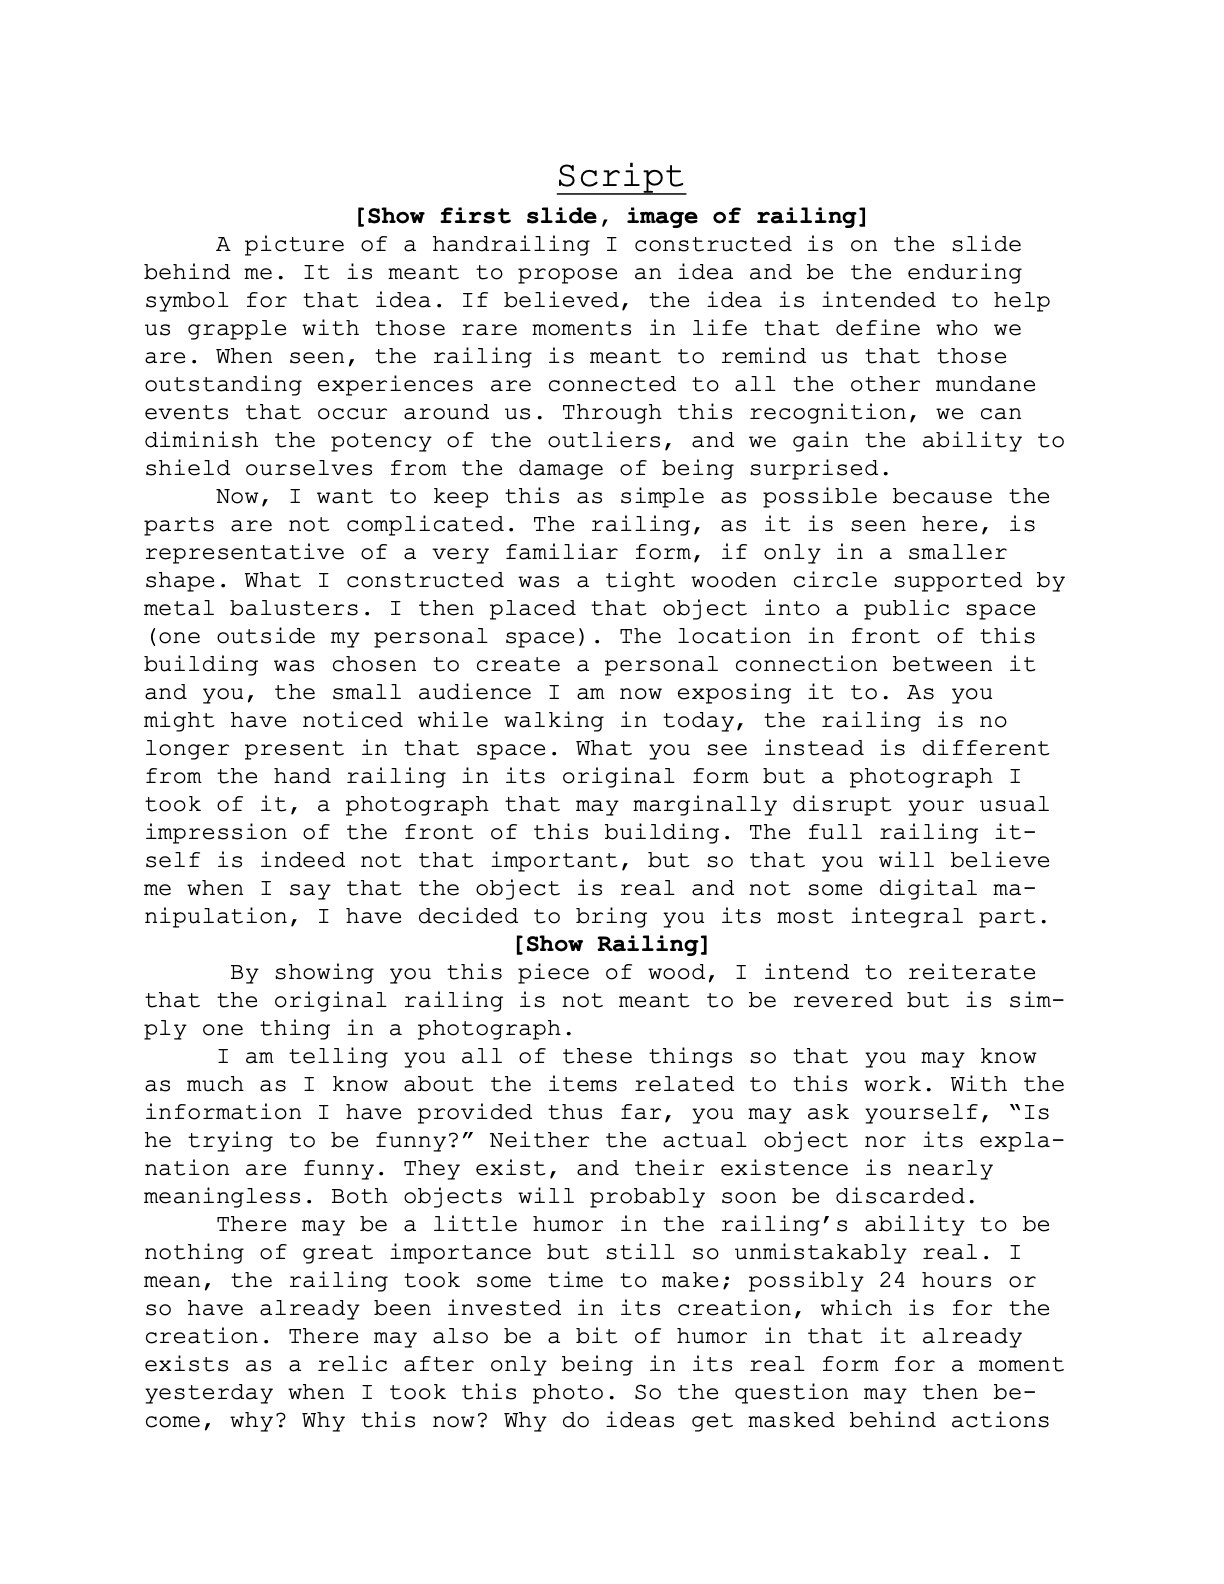 Script
[Show first slide, image of railing]
A picture of a handrailing I constructed is on the slide
behind me. It is meant to propose an idea and be the enduring
symbol for that idea. If believed, the idea is intended to help
us grapple with those rare moments in life that define who we
are. When seen, the railing is meant to remind us that those
outstanding experiences are connected to all the other mundane
events that occur around us. Through this recognition, we can
diminish the potency of the outliers, and we gain the ability to
shield ourselves from the damage of being surprised.
Now, I want to keep this as simple as possible because the
parts are not complicated. The railing, as it is seen here, is
representative of a very familiar form, if only in a smaller
shape. What I constructed was a tight wooden circle supported by
metal balusters. I then placed that object into a public space
(one outside my personal space). The location in front of this
building was chosen to create a personal connection between it
and you, the small audience I am now exposing it to. As you
might have noticed while walking in today, the railing is no
longer present in that space. What you see instead is different
from the hand railing in its original form but a photograph I
took of it, a photograph that may marginally disrupt your usual
impression of the front of this building. The full railing it-
self is indeed not that important, but so that you will believe
me when I say that the object is real and not some digital ma-
nipulation, I have decided to bring you its most integral part.
[Show Railing]
By showing you this piece of wood, I intend to reiterate
that the original railing is not meant to be revered but is sim-
ply one thing in a photograph.
I am telling you all of these things so that you may know
as much as I know about the items related to this work. With the
information I have provided thus far, you may ask yourself, “Is
he trying to be funny?” Neither the actual object nor its expla-
nation are funny. They exist, and their existence is nearly
meaningless. Both objects will probably soon be discarded.
There may be a little humor in the railing’s ability to be
nothing of great importance but still so unmistakably real. I
mean, the railing took some time to make; possibly 24 hours or
so have already been invested in its creation, which is for the
creation. There may also be a bit of humor in that it already
exists as a relic after only being in its real form for a moment
yesterday when I took this photo. So the question may then be-
come, why? Why this now? Why do ideas get masked behind actions